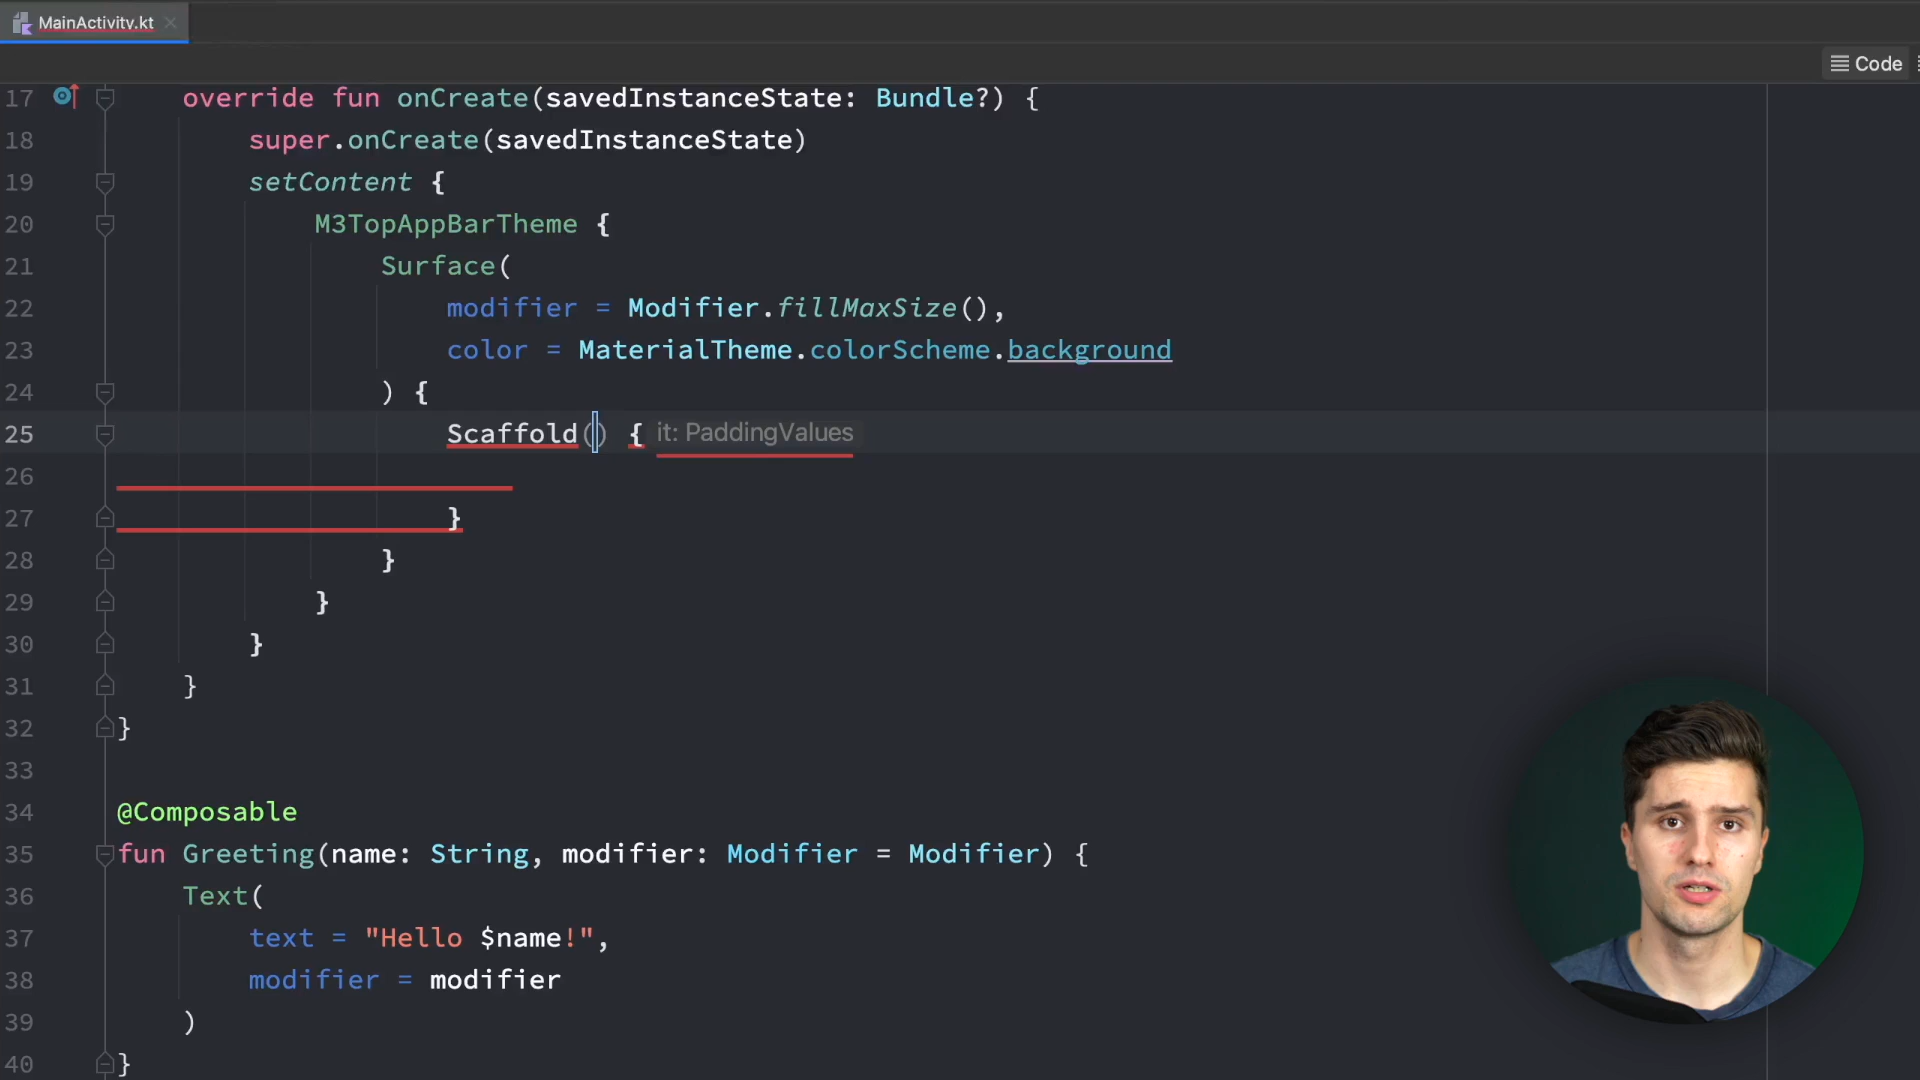 MainActivity.kt
Code
17 override fun onCreate(savedInstanceState: Bundle?) {
18 super.onCreate(savedInstanceState)
19 setContent {
20 M3TopAppBarTheme {
21 Surface(
22 modifier = Modifier.fillMaxSize(),
23 color = MaterialTheme.colorScheme.background
24 ) {
25 Scaffold() { it: PaddingValues
26
27 }
28 }
29 }
30 }
31 }
32 }
33
34 @Composable
35 fun Greeting(name: String, modifier: Modifier = Modifier) {
36 Text(
37 text = "Hello $name!",
38 modifier = modifier
39 )
40 }